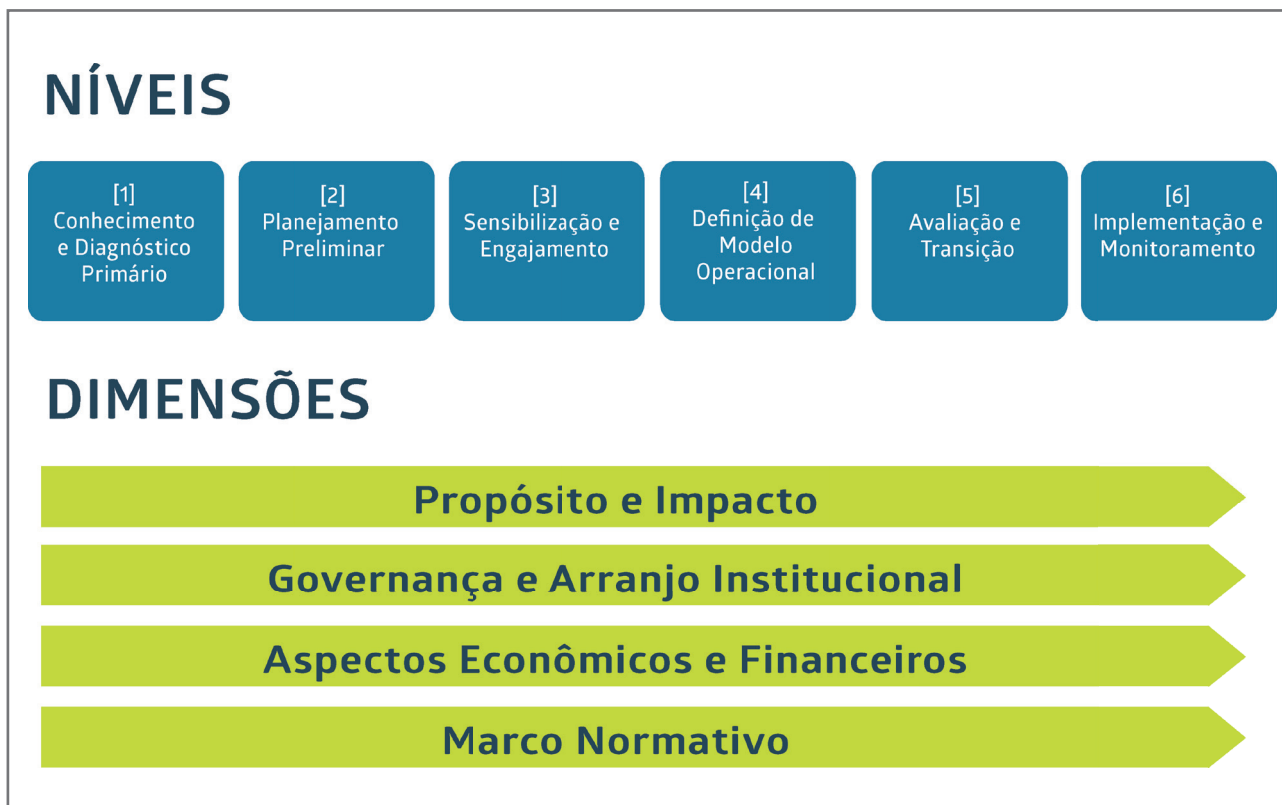 NÍVEIS
[1]
Conhecimento
e Diagnóstico
Primário
[2]
Planejamento
Preliminar
[3]
Sensibilização e
Engajamento
[4]
Definição de
Modelo
Operacional
[5]
Avaliação e
Transição
[6]
Implementação e
Monitoramento
DIMENSÕES
Propósito e Impacto
Governança e Arranjo Institucional
Aspectos Econômicos e Financeiros
Marco Normativo